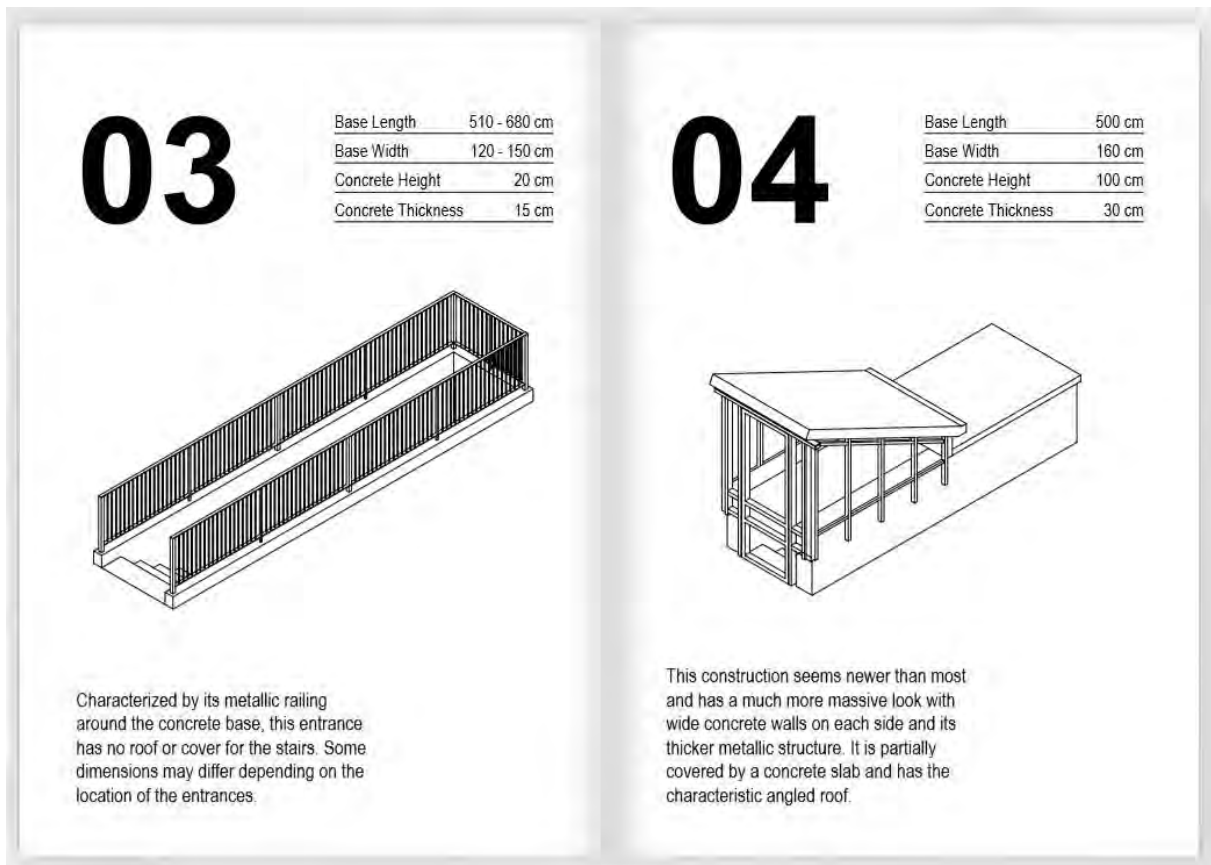 03
Base Length 510 - 680 cm
Base Width 120 - 150 cm
Concrete Height 20 cm
Concrete Thickness 15 cm
Characterized by its metallic railing
around the concrete base, this entrance
has no roof or cover for the stairs. Some
dimensions may differ depending on the
location of the entrances.
04
Base Length 500 cm
Base Width 160 cm
Concrete Height 100 cm
Concrete Thickness 30 cm
This construction seems newer than most
and has a much more massive look with
wide concrete walls on each side and its
thicker metallic structure. It is partially
covered by a concrete slab and has the
characteristic angled roof.